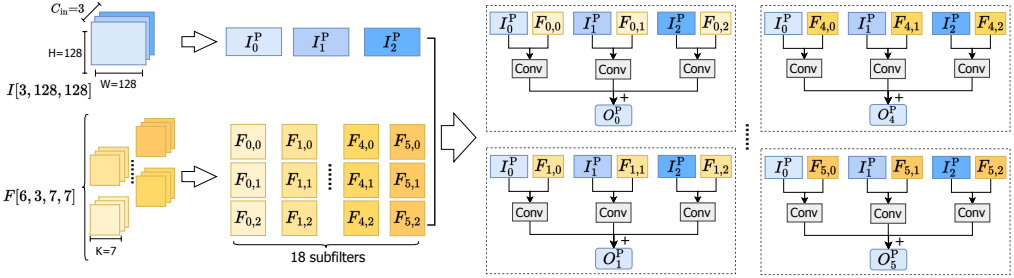 C_in=3
H=128
W=128
I[3, 128, 128]
I_0^P I_1^P I_2^P
F[6, 3, 7, 7]
K=7
F_{0,0} F_{1,0} F_{4,0} F_{5,0}
F_{0,1} F_{1,1} F_{4,1} F_{5,1}
F_{0,2} F_{1,2} F_{4,2} F_{5,2}
18 subfilters
I_0^P F_{0,0} I_1^P F_{0,1} I_2^P F_{0,2}
Conv Conv Conv
+
O_0^P
I_0^P F_{4,0} I_1^P F_{4,1} I_2^P F_{4,2}
Conv Conv Conv
+
O_4^P
I_0^P F_{1,0} I_1^P F_{1,1} I_2^P F_{1,2}
Conv Conv Conv
+
O_1^P
I_0^P F_{5,0} I_1^P F_{5,1} I_2^P F_{5,2}
Conv Conv Conv
+
O_5^P